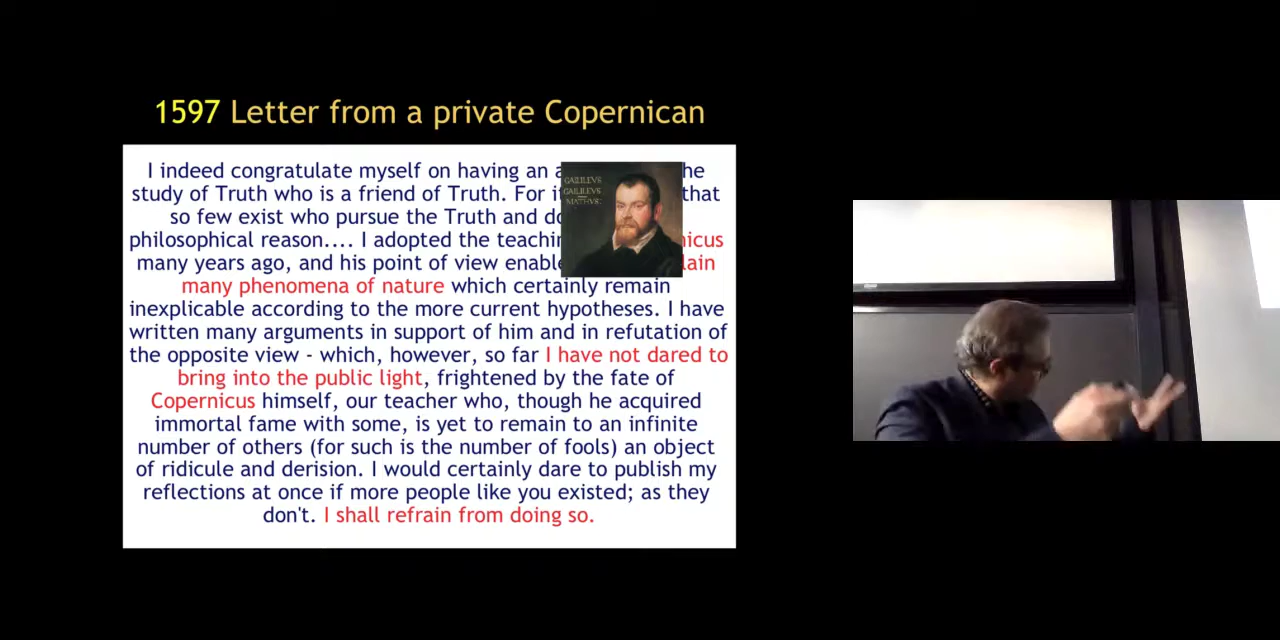 1597 Letter from a private Copernican
I indeed congratulate myself on having an a he
study of Truth who is a friend of Truth. For i that
so few exist who pursue the Truth and do
philosophical reason.... I adopted the teachin nicus
many years ago, and his point of view enable lain
many phenomena of nature which certainly remain
inexplicable according to the more current hypotheses. I have
written many arguments in support of him and in refutation of
the opposite view - which, however, so far I have not dared to
bring into the public light, frightened by the fate of
Copernicus himself, our teacher who, though he acquired
immortal fame with some, is yet to remain to an infinite
number of others (for such is the number of fools) an object
of ridicule and derision. I would certainly dare to publish my
reflections at once if more people like you existed; as they
don't. I shall refrain from doing so.
GALILEVS
GALILEVS
MATHVS: